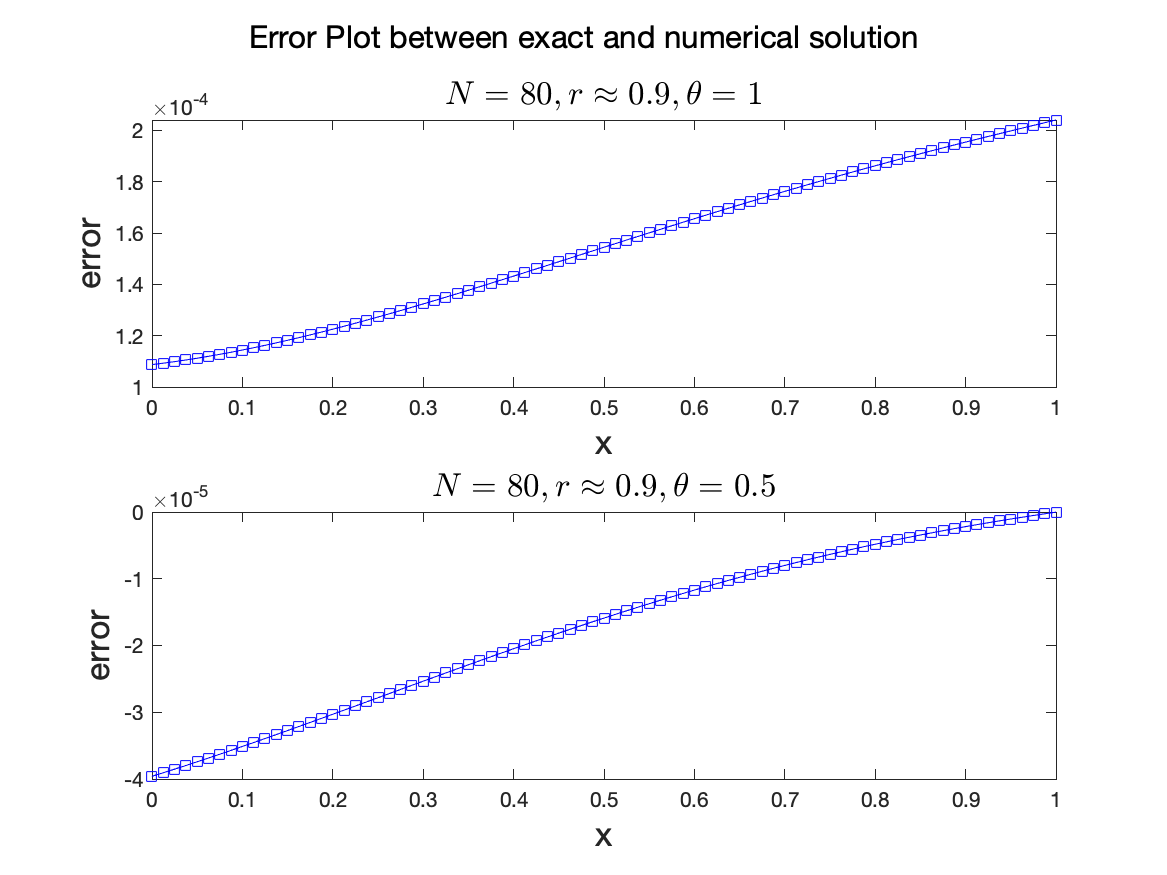 Error Plot between exact and numerical solution
N = 80, r ≈ 0.9, θ = 1
×10⁻⁴
2
1.8
1.6
1.4
1.2
1
error
0 0.1 0.2 0.3 0.4 0.5 0.6 0.7 0.8 0.9 1
x
N = 80, r ≈ 0.9, θ = 0.5
×10⁻⁵
0
-1
-2
-3
-4
error
0 0.1 0.2 0.3 0.4 0.5 0.6 0.7 0.8 0.9 1
x